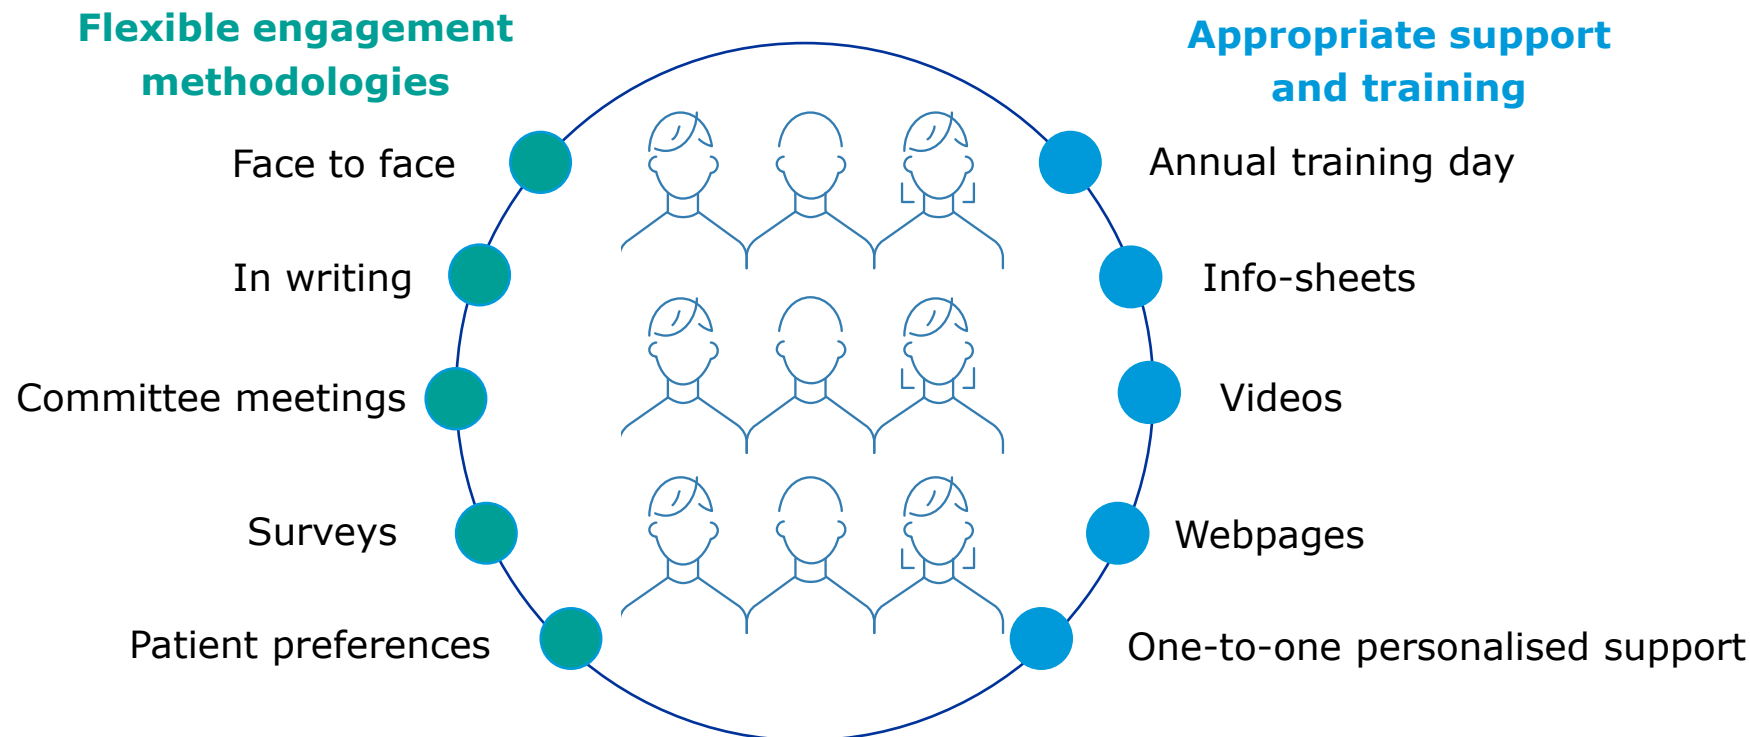 Flexible engagement
methodologies
Face to face
In writing
Committee meetings
Surveys
Patient preferences
Appropriate support
and training
Annual training day
Info-sheets
Videos
Webpages
One-to-one personalised support